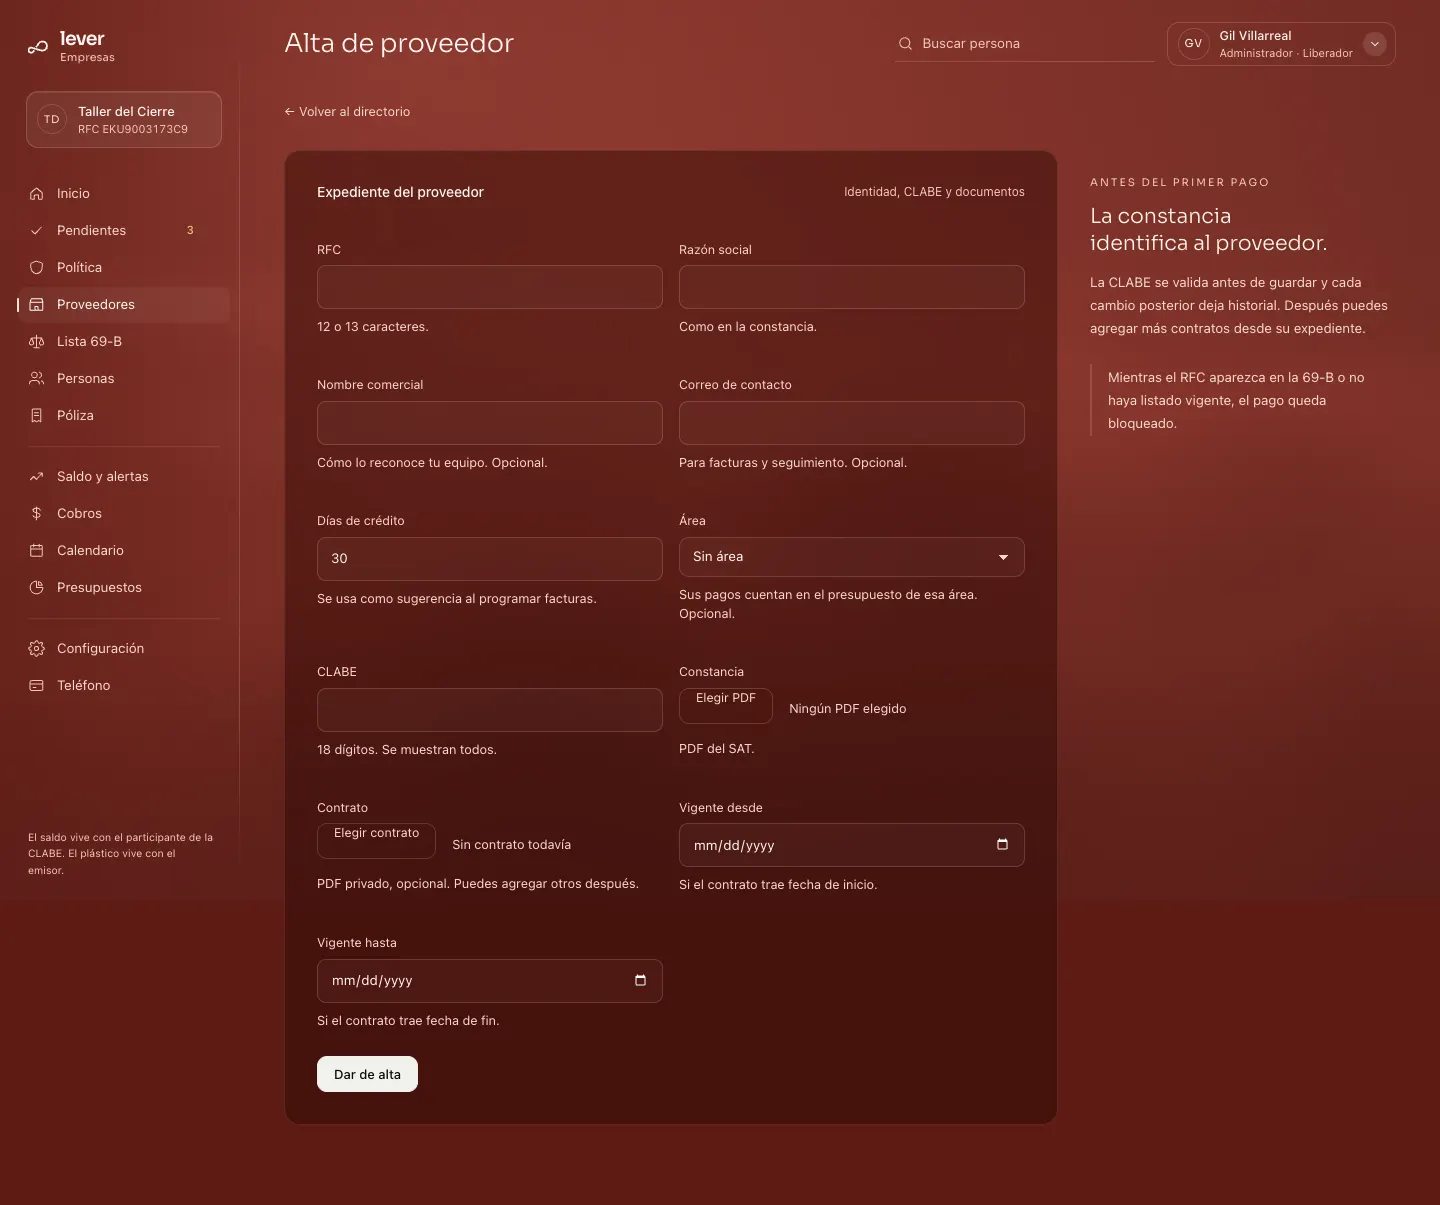 lever
Empresas
Taller del Cierre
TD
RFC EKU9003173C9
Inicio
Pendientes 3
Política
Proveedores
Lista 69-B
Personas
Póliza
Saldo y alertas
Cobros
Calendario
Presupuestos
Configuración
Teléfono
El saldo vive con el participante de la
CLABE. El plástico vive con el
emisor.
Alta de proveedor
Buscar persona
GV
Gil Villarreal
Administrador · Liberador
← Volver al directorio
Expediente del proveedor
Identidad, CLABE y documentos
RFC
12 o 13 caracteres.
Razón social
Como en la constancia.
Nombre comercial
Cómo lo reconoce tu equipo. Opcional.
Correo de contacto
Para facturas y seguimiento. Opcional.
Días de crédito
30
Se usa como sugerencia al programar facturas.
Área
Sin área
Sus pagos cuentan en el presupuesto de esa área.
Opcional.
CLABE
18 dígitos. Se muestran todos.
Constancia
Elegir PDF
Ningún PDF elegido
PDF del SAT.
Contrato
Elegir contrato
Sin contrato todavía
PDF privado, opcional. Puedes agregar otros después.
Vigente desde
mm/dd/yyyy
Si el contrato trae fecha de inicio.
Vigente hasta
mm/dd/yyyy
Si el contrato trae fecha de fin.
Dar de alta
ANTES DEL PRIMER PAGO
La constancia
identifica al proveedor.
La CLABE se valida antes de guardar y cada
cambio posterior deja historial. Después puedes
agregar más contratos desde su expediente.
Mientras el RFC aparezca en la 69-B o no
haya listado vigente, el pago queda
bloqueado.